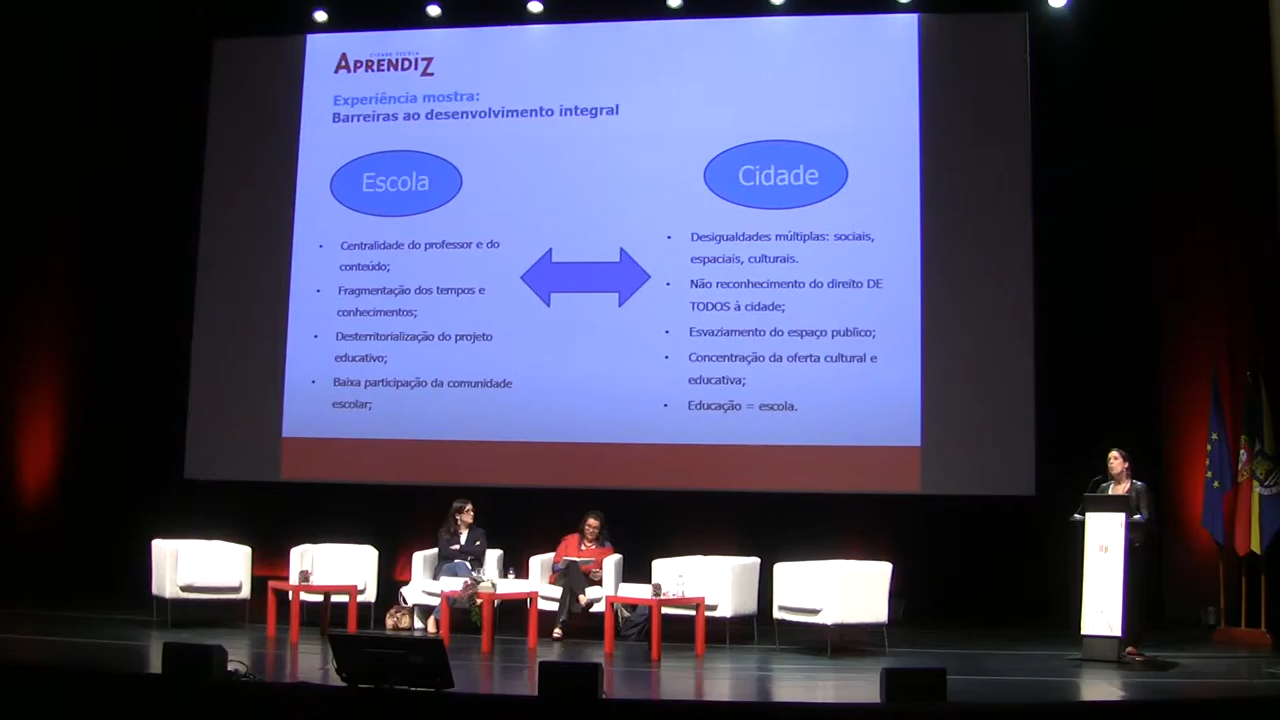 CIDADE ESCOLA
APRENDIZ
Experiência mostra:
Barreiras ao desenvolvimento integral
Escola
Cidade
• Centralidade do professor e do
conteúdo;
• Fragmentação dos tempos e
conhecimentos;
• Desterritorialização do projeto
educativo;
• Baixa participação da comunidade
escolar;
• Desigualdades múltiplas: sociais,
espaciais, culturais.
• Não reconhecimento do direito DE
TODOS à cidade;
• Esvaziamento do espaço publico;
• Concentração da oferta cultural e
educativa;
• Educação = escola.